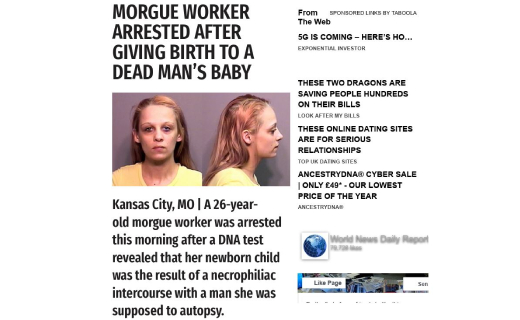 MORGUE WORKER
ARRESTED AFTER
GIVING BIRTH TO A
DEAD MAN'S BABY
Kansas City, MO | A 26-year-
old morgue worker was arrested
this morning after a DNA test
revealed that her newborn child
was the result of a necrophiliac
intercourse with a man she was
supposed to autopsy.
From
The Web
SPONSORED LINKS BY TABOOLA
5G IS COMING – HERE'S HO...
EXPONENTIAL INVESTOR
THESE TWO DRAGONS ARE
SAVING PEOPLE HUNDREDS
ON THEIR BILLS
LOOK AFTER MY BILLS
THESE ONLINE DATING SITES
ARE FOR SERIOUS
RELATIONSHIPS
TOP UK DATING SITES
ANCESTRYDNA® CYBER SALE
| ONLY £49* - OUR LOWEST
PRICE OF THE YEAR
ANCESTRYDNA®
World News Daily Report
likes
Like Page